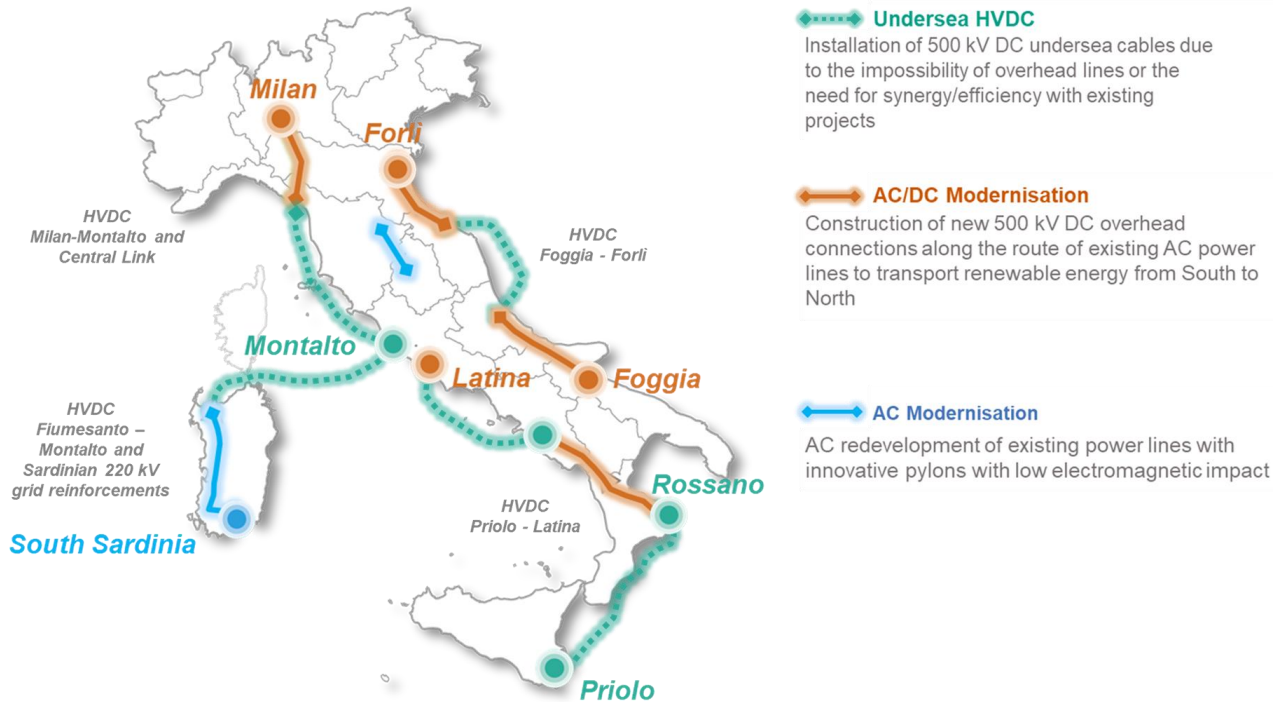 Milan
Forlì
HVDC
Milan-Montalto and
Central Link
HVDC
Foggia - Forlì
Montalto
Latina
Foggia
HVDC
Fiumesanto –
Montalto and
Sardinian 220 kV
grid reinforcements
Rossano
HVDC
Priolo - Latina
South Sardinia
Priolo
Undersea HVDC
Installation of 500 kV DC undersea cables due
to the impossibility of overhead lines or the
need for synergy/efficiency with existing
projects
AC/DC Modernisation
Construction of new 500 kV DC overhead
connections along the route of existing AC power
lines to transport renewable energy from South to
North
AC Modernisation
AC redevelopment of existing power lines with
innovative pylons with low electromagnetic impact